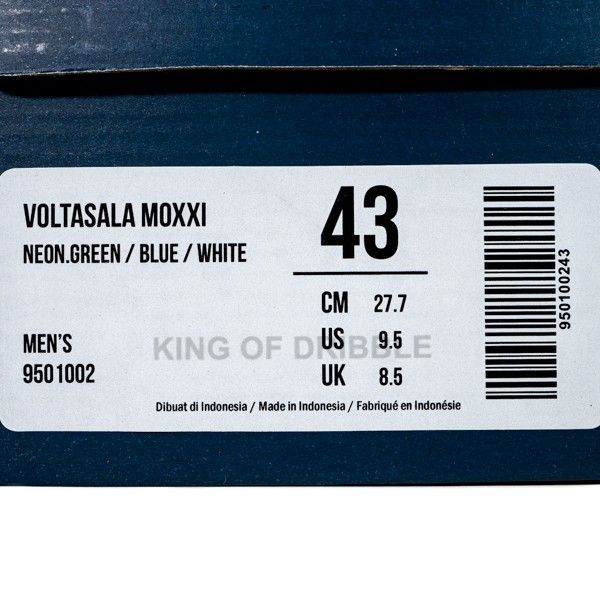 VOLTASALA MOXXI
NEON.GREEN / BLUE / WHITE
43
CM 27.7
US 9.5
UK 8.5
MEN'S
9501002
KING OF DRIBBLE
Dibuat di Indonesia / Made in Indonesia / Fabriqué en Indonésie
950100243